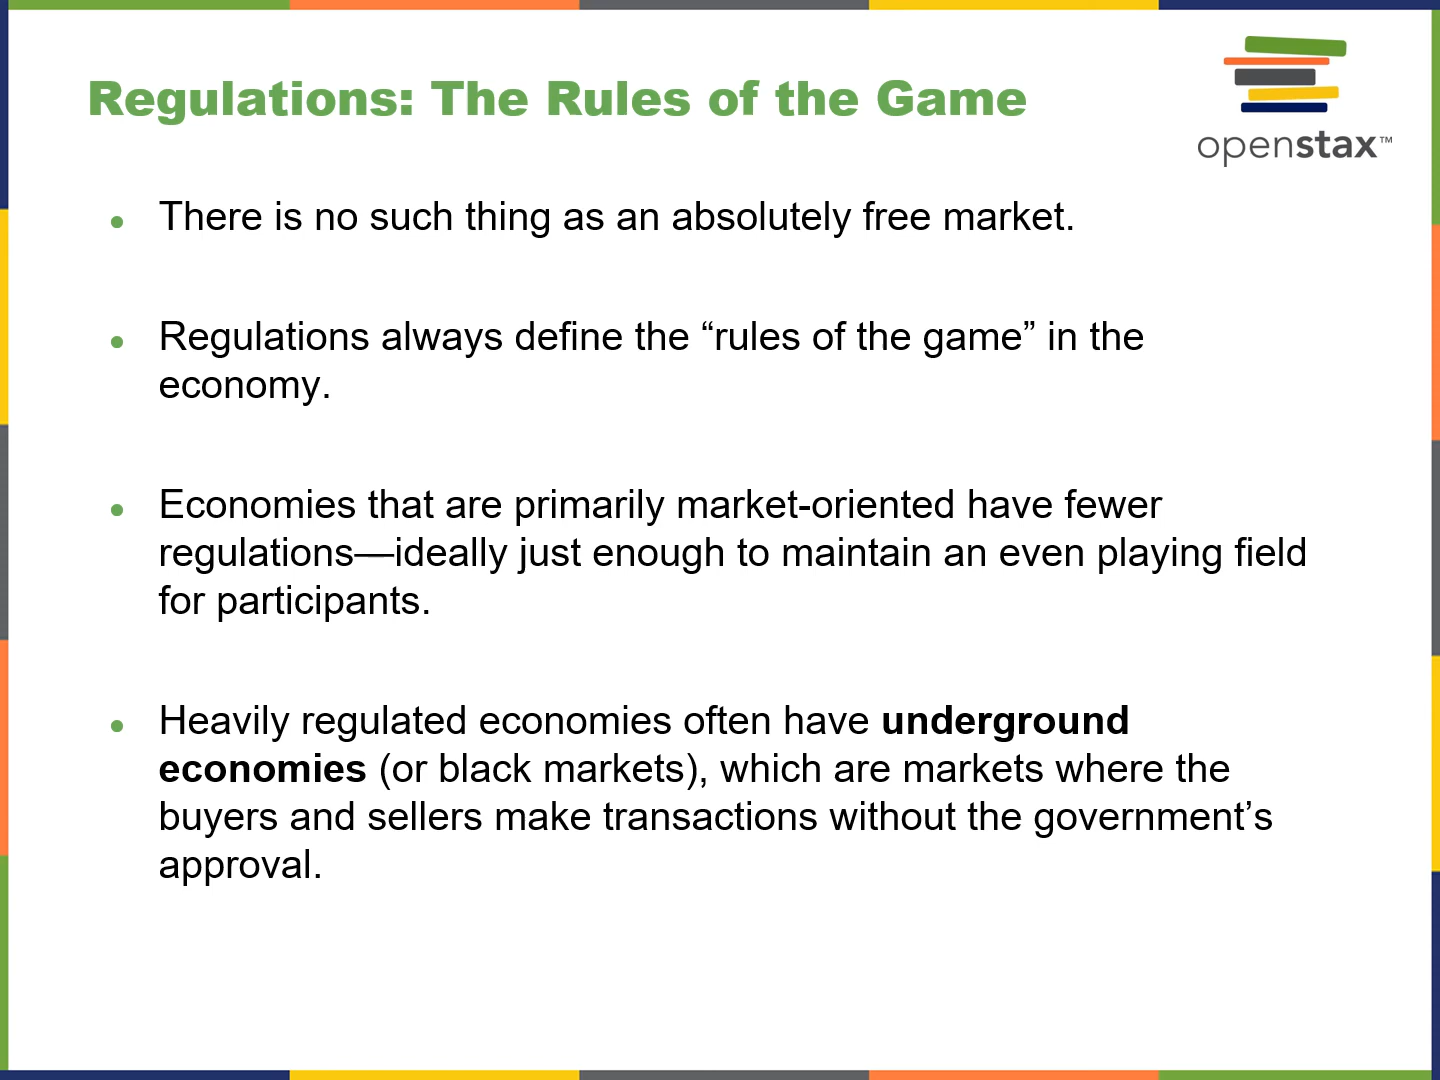 Regulations: The Rules of the Game
openstax™
• There is no such thing as an absolutely free market.
• Regulations always define the “rules of the game” in the
economy.
• Economies that are primarily market-oriented have fewer
regulations—ideally just enough to maintain an even playing field
for participants.
• Heavily regulated economies often have underground
economies (or black markets), which are markets where the
buyers and sellers make transactions without the government’s
approval.